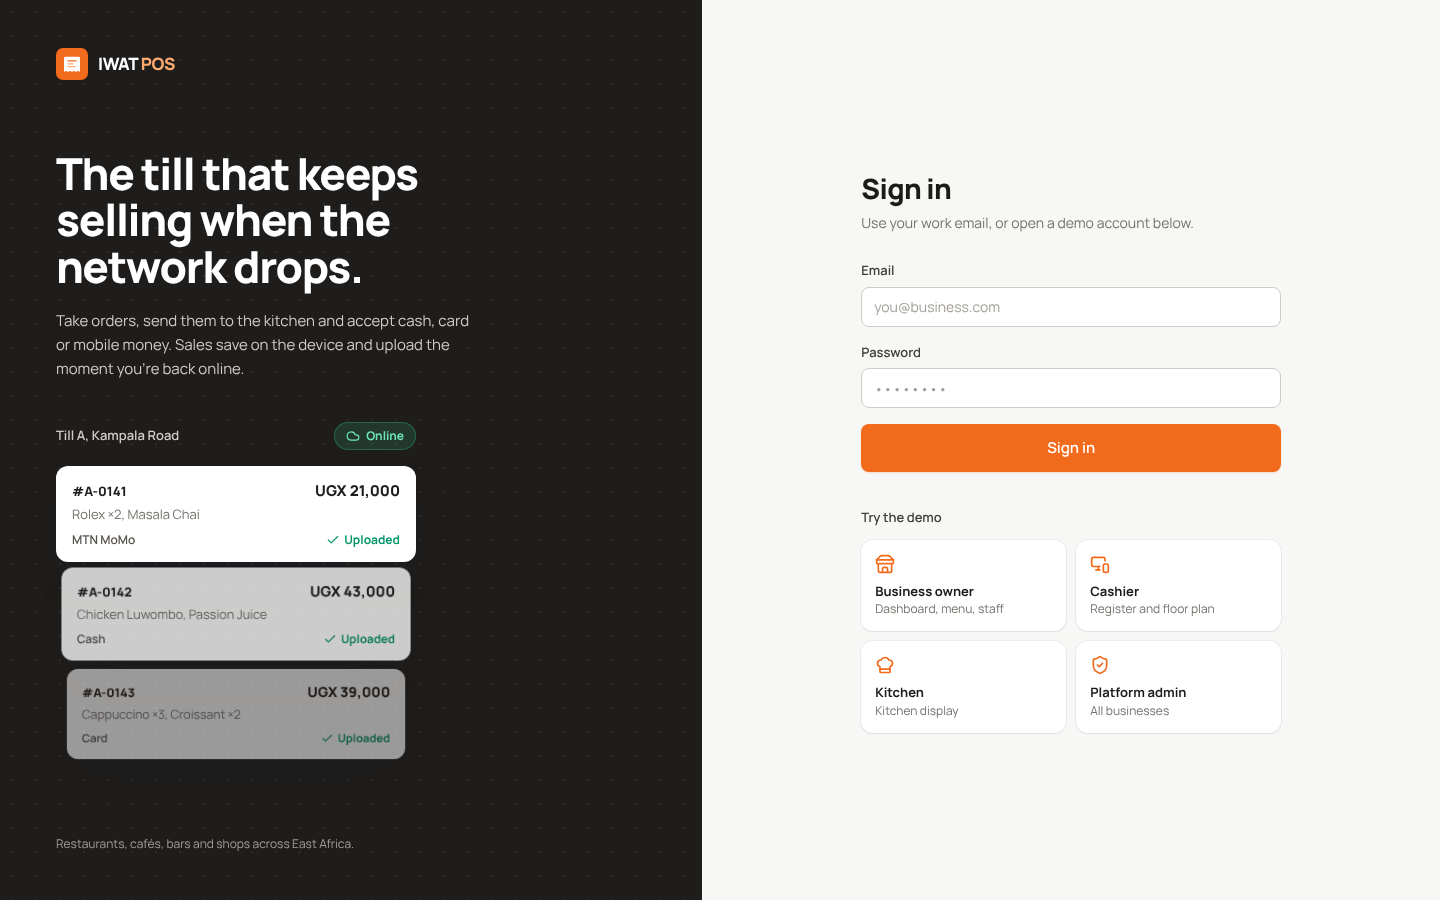 IWAT POS
The till that keeps
selling when the
network drops.
Take orders, send them to the kitchen and accept cash, card
or mobile money. Sales save on the device and upload the
moment you're back online.
Till A, Kampala Road
Online
#A-0141
UGX 21,000
Rolex ×2, Masala Chai
MTN MoMo
Uploaded
#A-0142
UGX 43,000
Chicken Luwombo, Passion Juice
Cash
Uploaded
#A-0143
UGX 39,000
Cappuccino ×3, Croissant ×2
Card
Uploaded
Restaurants, cafés, bars and shops across East Africa.
Sign in
Use your work email, or open a demo account below.
Email
you@business.com
Password
••••••••
Sign in
Try the demo
Business owner
Dashboard, menu, staff
Cashier
Register and floor plan
Kitchen
Kitchen display
Platform admin
All businesses